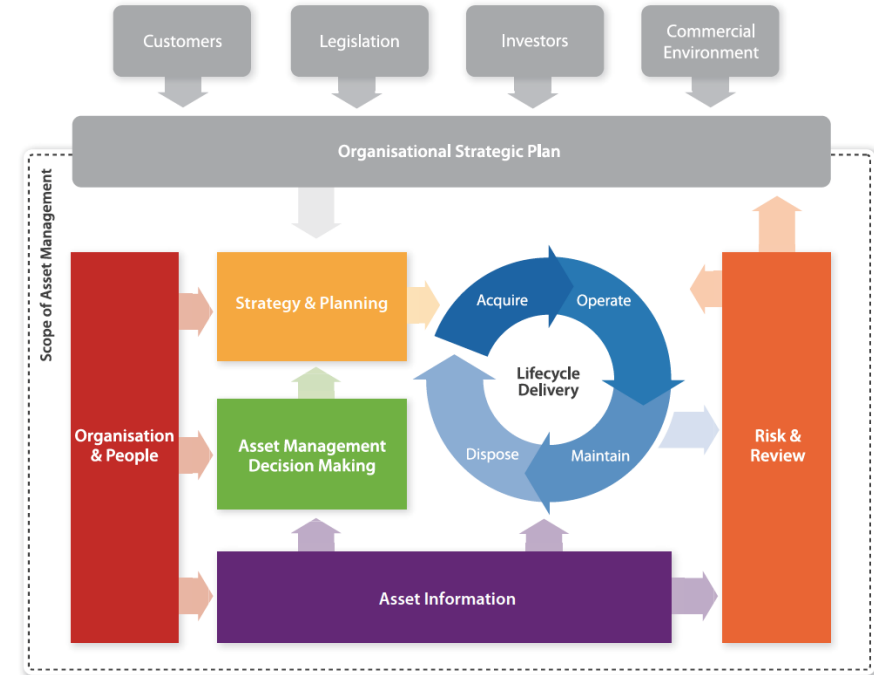 Customers
Legislation
Investors
Commercial
Environment
Organisational Strategic Plan
Scope of Asset Management
Strategy & Planning
Acquire
Operate
Lifecycle
Delivery
Organisation
& People
Asset Management
Decision Making
Dispose
Maintain
Risk &
Review
Asset Information